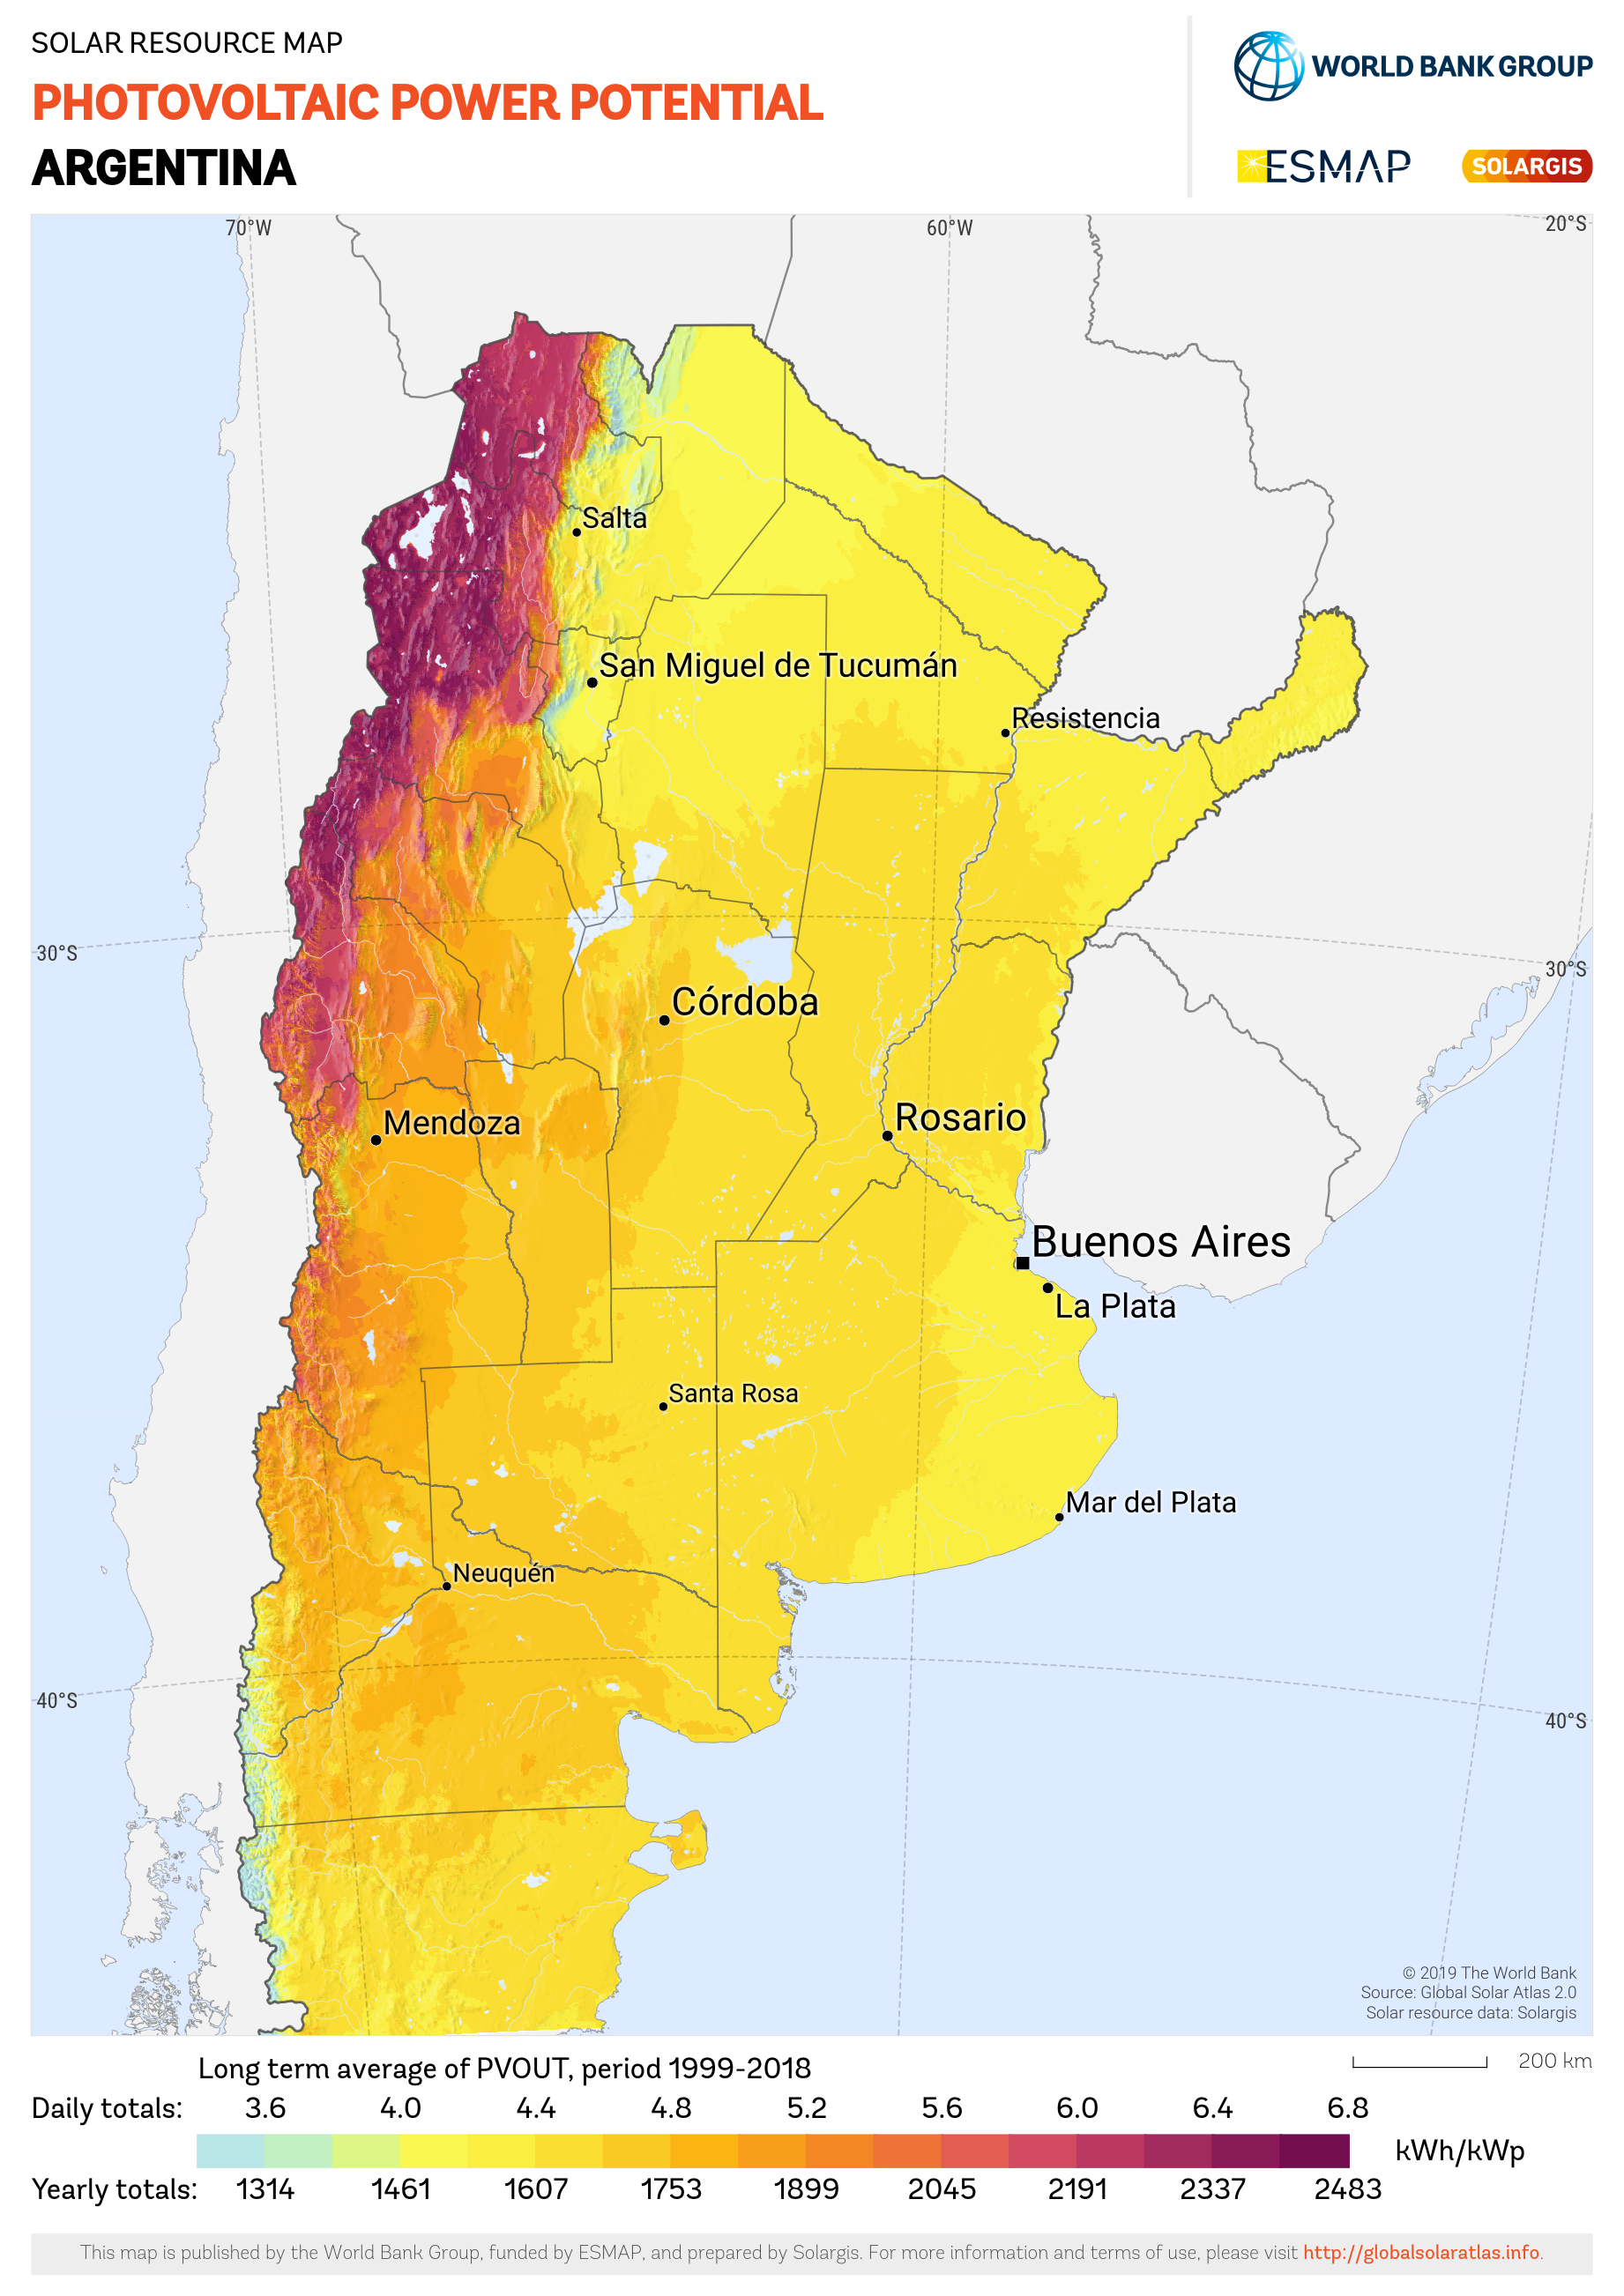 SOLAR RESOURCE MAP
PHOTOVOLTAIC POWER POTENTIAL
ARGENTINA
WORLD BANK GROUP
ESMAP
SOLARGIS
70°W
60°W
20°S
Salta
San Miguel de Tucumán
Resistencia
30°S
30°S
Córdoba
Mendoza
Rosario
Buenos Aires
La Plata
Santa Rosa
Mar del Plata
Neuquén
40°S
40°S
© 2019 The World Bank
Source: Global Solar Atlas 2.0
Solar resource data: Solargis
Long term average of PVOUT, period 1999-2018
200 km
Daily totals: 3.6 4.0 4.4 4.8 5.2 5.6 6.0 6.4 6.8
kWh/kWp
Yearly totals: 1314 1461 1607 1753 1899 2045 2191 2337 2483
This map is published by the World Bank Group, funded by ESMAP, and prepared by Solargis. For more information and terms of use, please visit http://globalsolaratlas.info.